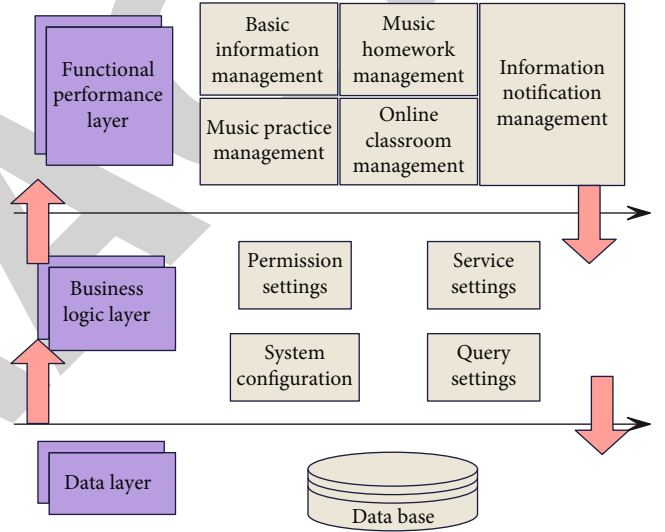 Functional
performance
layer
Basic
information
management
Music
homework
management
Information
notification
management
Music practice
management
Online
classroom
management
Business
logic layer
Permission
settings
Service
settings
System
configuration
Query
settings
Data layer
Data base